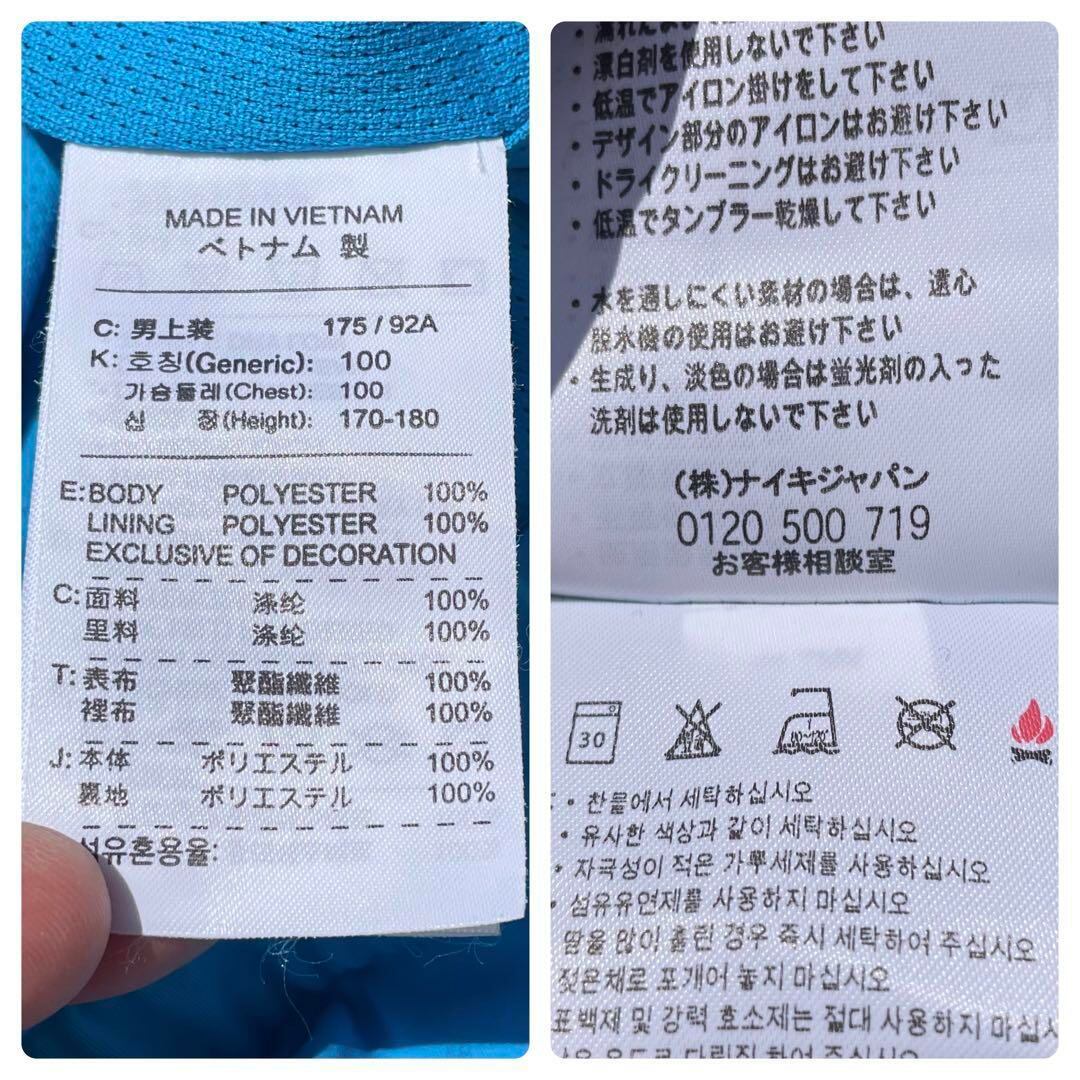 MADE IN VIETNAM
ベトナム 製
C: 男上装 175 / 92A
K: 호칭(Generic): 100
가슴둘레(Chest): 100
신 장(Height): 170-180
E: BODY POLYESTER 100%
LINING POLYESTER 100%
EXCLUSIVE OF DECORATION
C: 面料 涤纶 100%
里料 涤纶 100%
T: 表布 聚酯纖維 100%
裡布 聚酯纖維 100%
J: 本体 ポリエステル 100%
裏地 ポリエステル 100%
섬유혼용율:
・漂白剤を使用しないで下さい
・低温でアイロン掛けをして下さい
・デザイン部分のアイロンはお避け下さい
・ドライクリーニングはお避け下さい
・低温でタンブラー乾燥して下さい
・水を通しにくい素材の場合は、遠心
脱水機の使用はお避け下さい
・生成り、淡色の場合は蛍光剤の入った
洗剤は使用しないで下さい
(株)ナイキジャパン
0120 500 719
お客様相談室
30
염소
1
80~120°
・찬물에서 세탁하십시오
・유사한 색상과 같이 세탁하십시오
・자극성이 적은 가루세제를 사용하십시오
・섬유유연제를 사용하지 마십시오
땀을 많이 흘린 경우 즉시 세탁하여 주십시오
젖은채로 포개어 놓지 마십시오
표백제 및 강력 효소제는 절대 사용하지 마십시